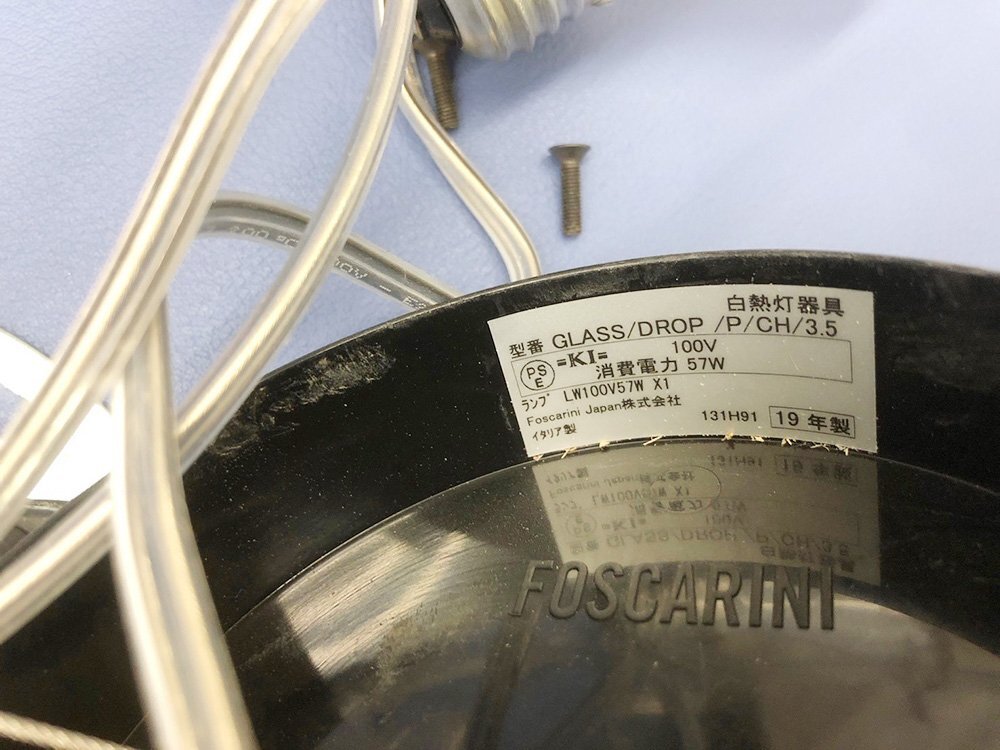 白熱灯器具
型番 GLASS/DROP /P/CH/3.5
PS
E
=KI= 100V
消費電力 57W
ランプ LW100V57W X1
Foscarini Japan株式会社
イタリア製 131H91 19年製
FOSCARINI